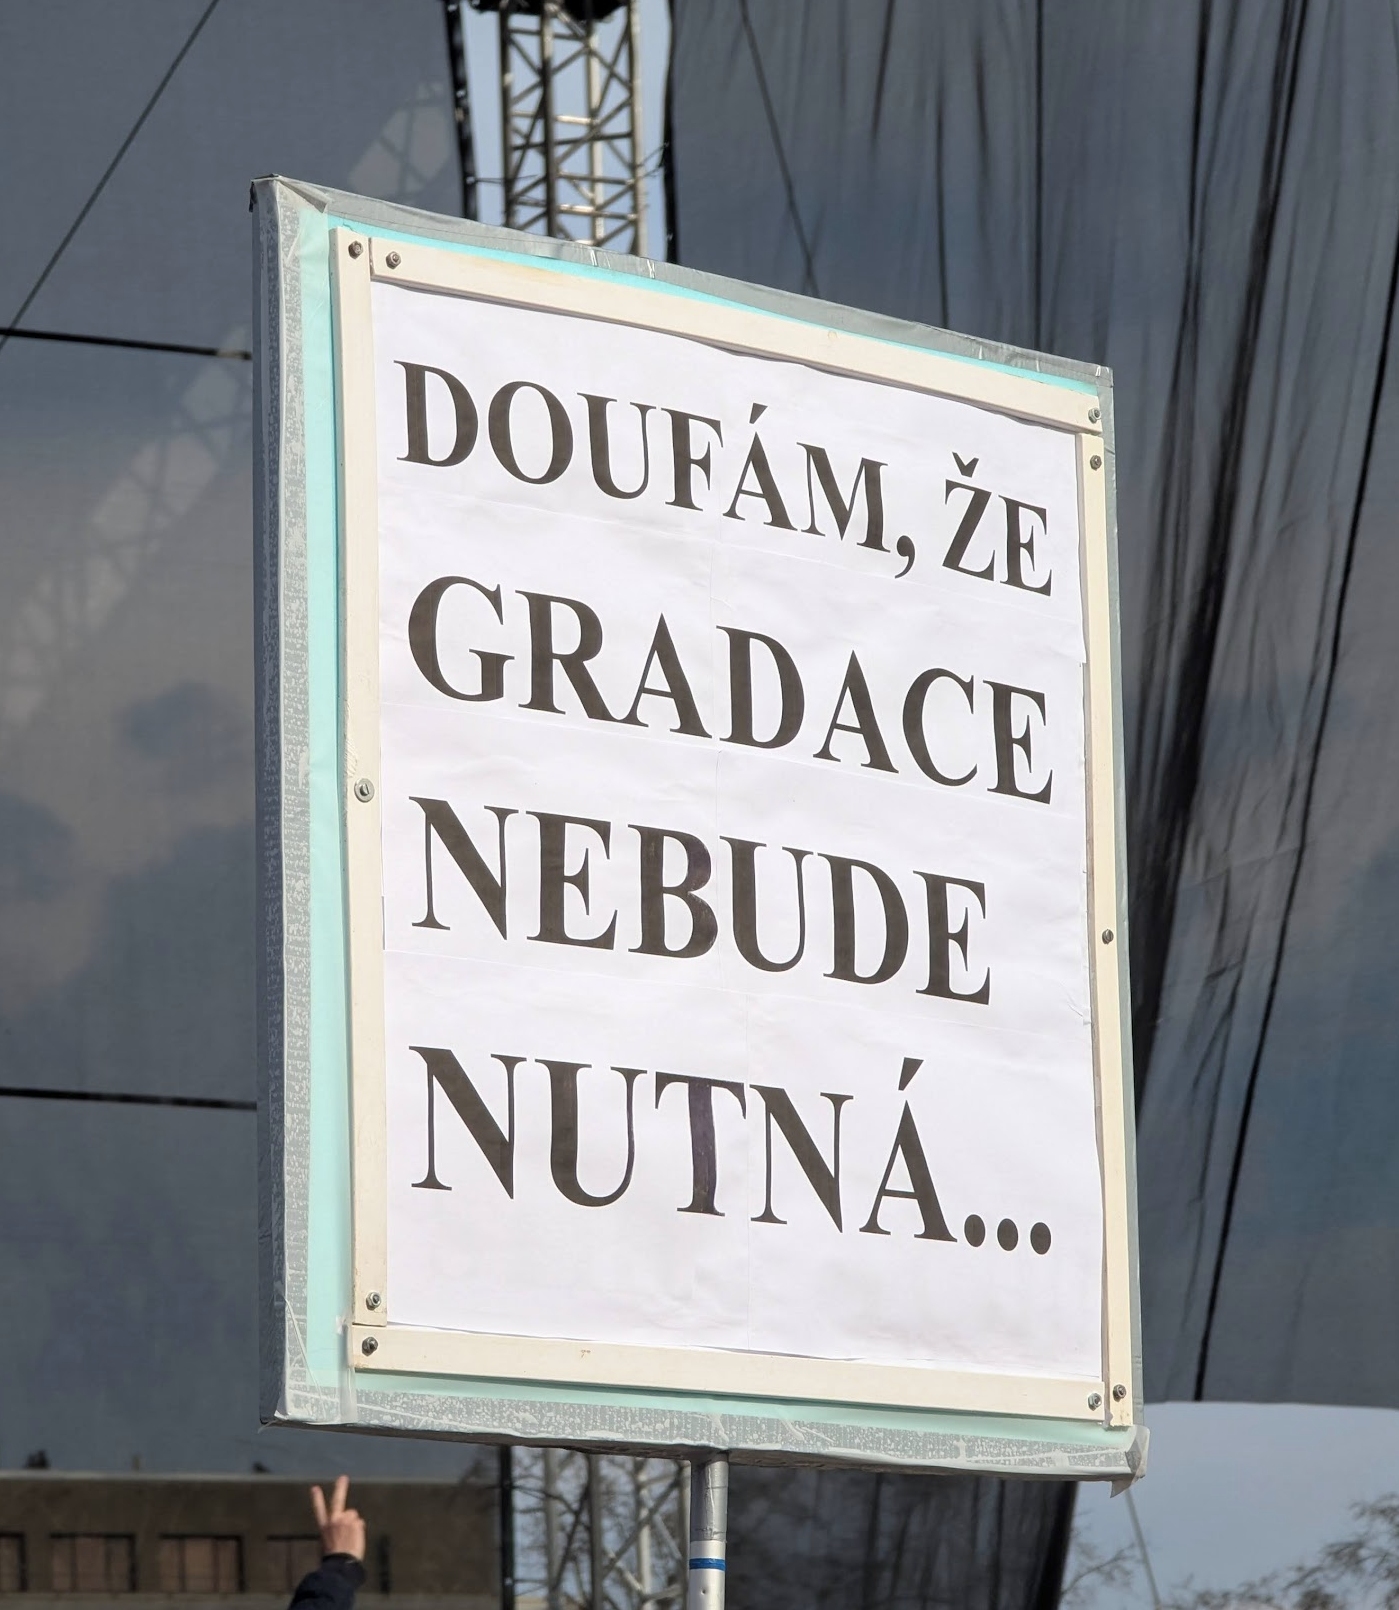 DOUFÁM, ŽE
GRADACE
NEBUDE
NUTNÁ...